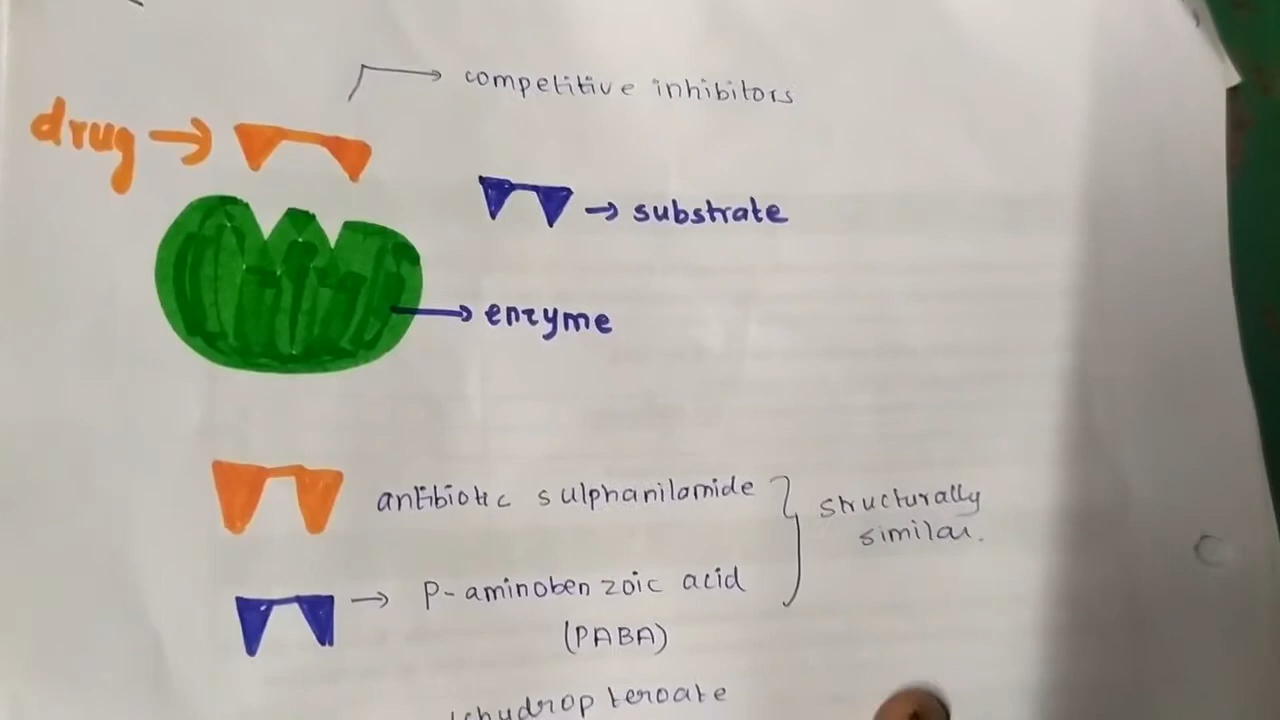 competitive inhibitors
drug →
→ substrate
→ enzyme
antibiotic sulphanilamide
structurally
similar.
→ P-aminobenzoic acid
(PABA)